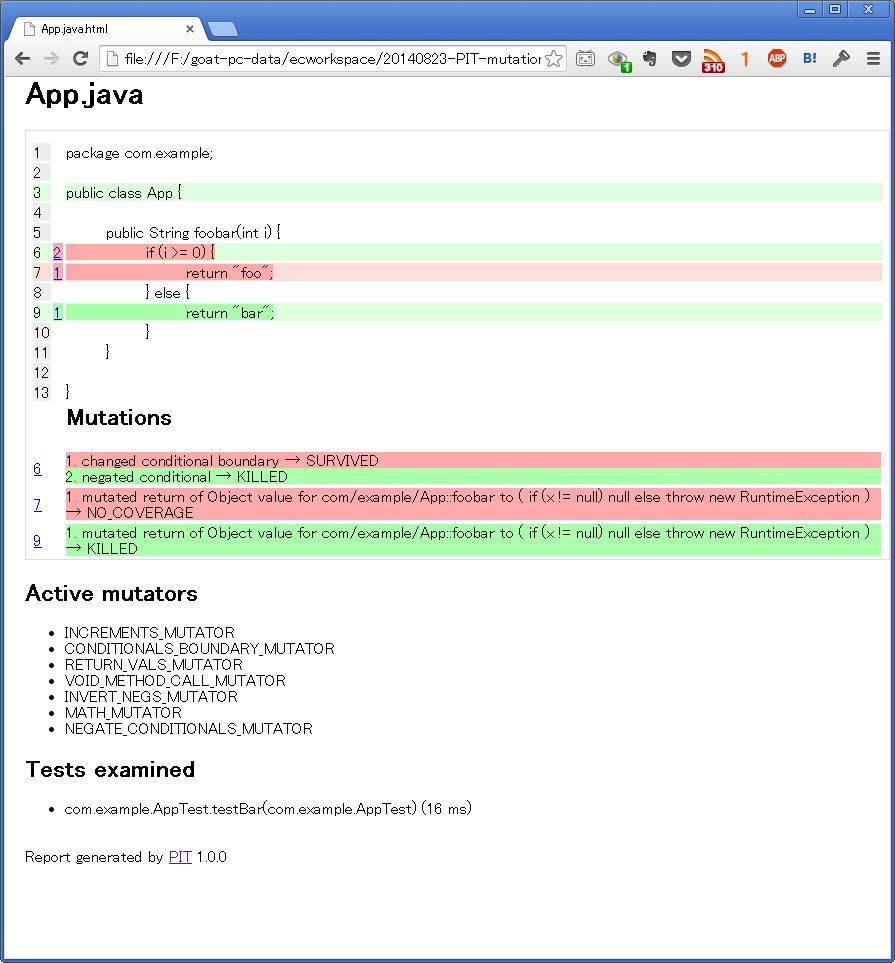 App.java.html
file:///F:/goat-pc-data/ecworkspace/20140823-PIT-mutation
1
310
1
ABP
B!
App.java
1 package com.example;
2
3 public class App {
4
5 public String foobar(int i) {
6 2 if (i >= 0) {
7 1 return "foo";
8 } else {
9 1 return "bar";
10 }
11 }
12
13 }
Mutations
6 1. changed conditional boundary → SURVIVED
2. negated conditional → KILLED
7 1. mutated return of Object value for com/example/App::foobar to ( if (x != null) null else throw new RuntimeException )
→ NO_COVERAGE
9 1. mutated return of Object value for com/example/App::foobar to ( if (x != null) null else throw new RuntimeException )
→ KILLED
Active mutators
• INCREMENTS_MUTATOR
• CONDITIONALS_BOUNDARY_MUTATOR
• RETURN_VALS_MUTATOR
• VOID_METHOD_CALL_MUTATOR
• INVERT_NEGS_MUTATOR
• MATH_MUTATOR
• NEGATE_CONDITIONALS_MUTATOR
Tests examined
• com.example.AppTest.testBar(com.example.AppTest) (16 ms)
Report generated by PIT 1.0.0